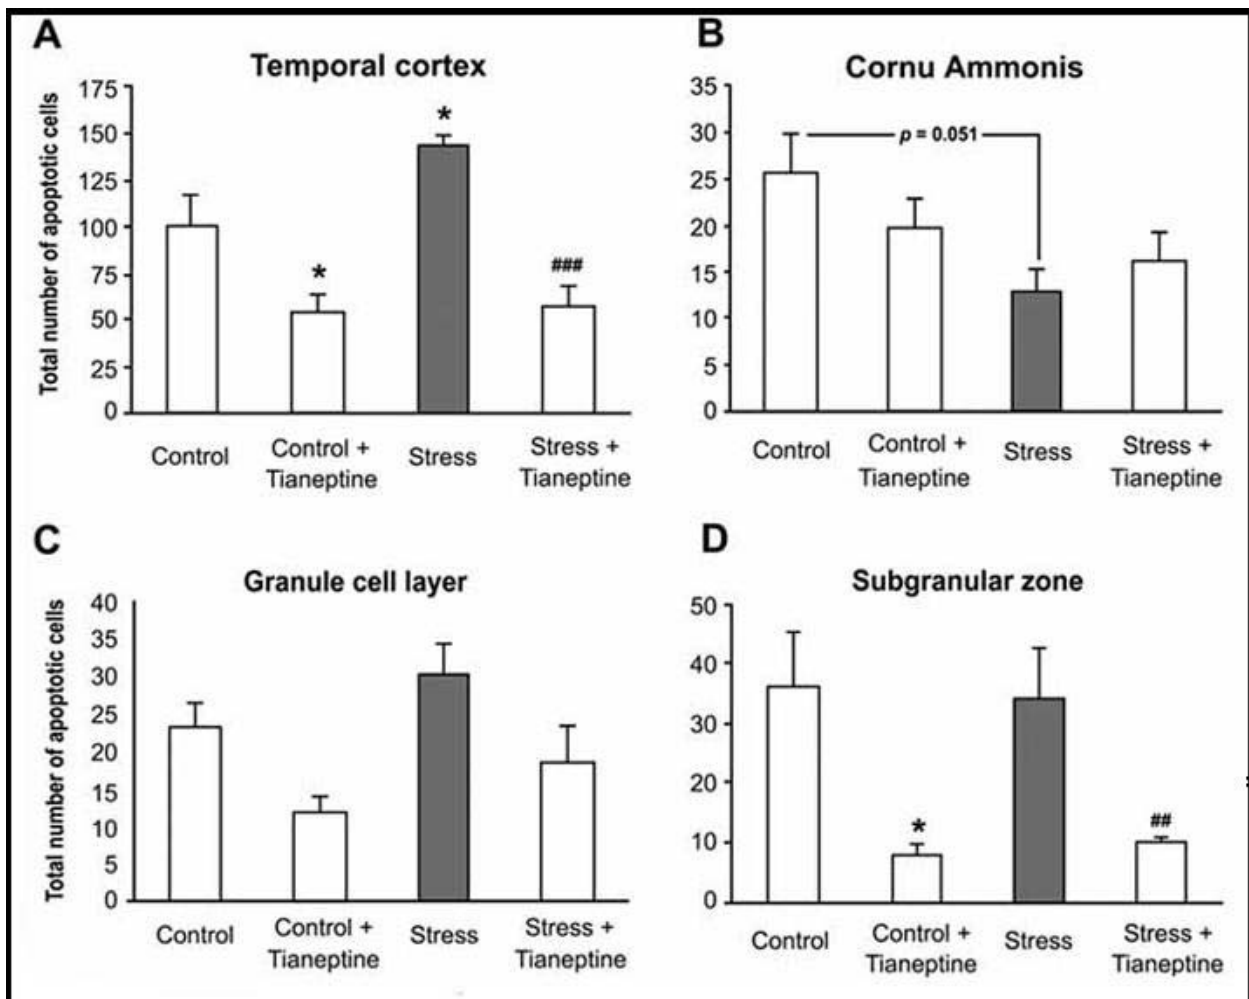 A
Temporal cortex
Total number of apoptotic cells
175
150
125
100
75
50
25
0
*
*
###
Control
Control +
Tianeptine
Stress
Stress +
Tianeptine
B
Cornu Ammonis
35
30
25
20
15
10
5
0
p = 0.051
Control
Control +
Tianeptine
Stress
Stress +
Tianeptine
C
Granule cell layer
Total number of apoptotic cells
40
35
30
25
20
15
10
5
0
Control
Control +
Tianeptine
Stress
Stress +
Tianeptine
D
Subgranular zone
50
40
30
20
10
0
*
##
Control
Control +
Tianeptine
Stress
Stress +
Tianeptine